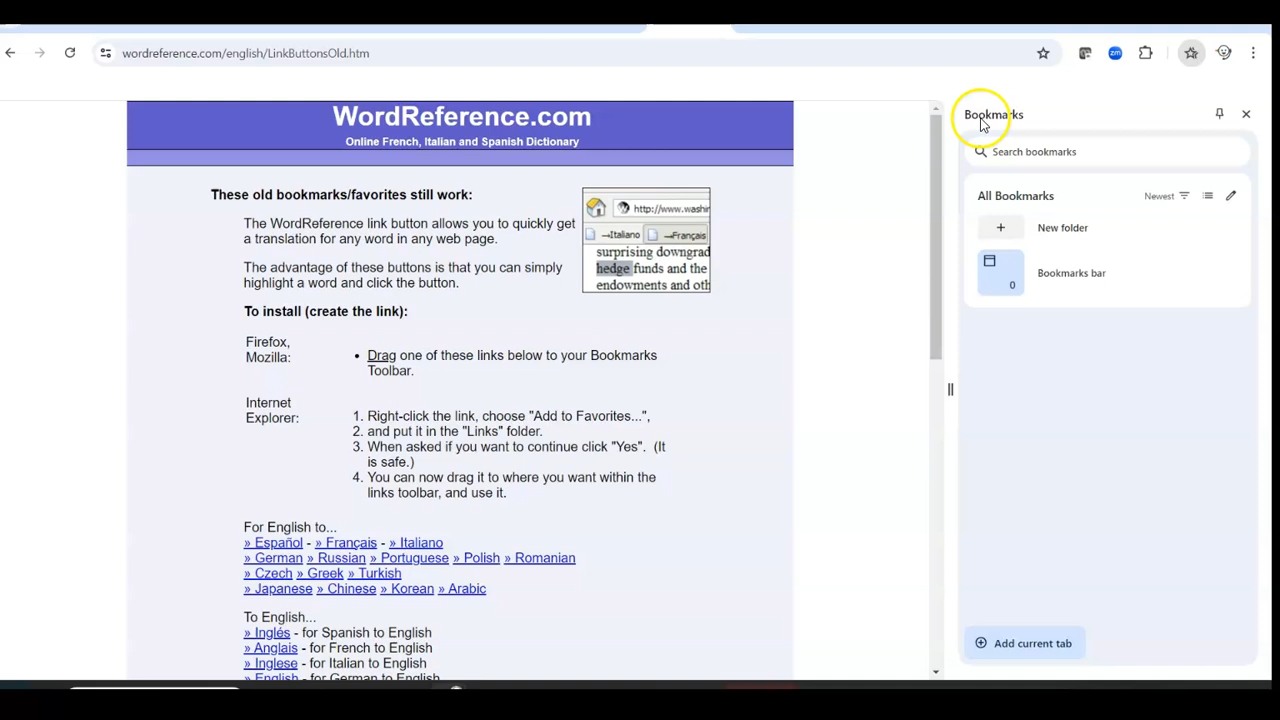 wordreference.com/english/LinkButtonsOld.htm
zm
WordReference.com
Online French, Italian and Spanish Dictionary
These old bookmarks/favorites still work:
The WordReference link button allows you to quickly get
a translation for any word in any web page.
The advantage of these buttons is that you can simply
highlight a word and click the button.
http://www.washin
→Italiano →Français
surprising downgrad
hedge funds and the
endowments and oth
To install (create the link):
Firefox,
Mozilla:
• Drag one of these links below to your Bookmarks
Toolbar.
Internet
Explorer:
1. Right-click the link, choose "Add to Favorites...",
2. and put it in the "Links" folder.
3. When asked if you want to continue click "Yes". (It
is safe.)
4. You can now drag it to where you want within the
links toolbar, and use it.
For English to...
» Español - » Français - » Italiano
» German » Russian » Portuguese » Polish » Romanian
» Czech » Greek » Turkish
» Japanese » Chinese » Korean » Arabic
To English...
» Inglés - for Spanish to English
» Anglais - for French to English
» Inglese - for Italian to English
» English - for German to English
Bookmarks
Search bookmarks
All Bookmarks
Newest
New folder
0
Bookmarks bar
Add current tab